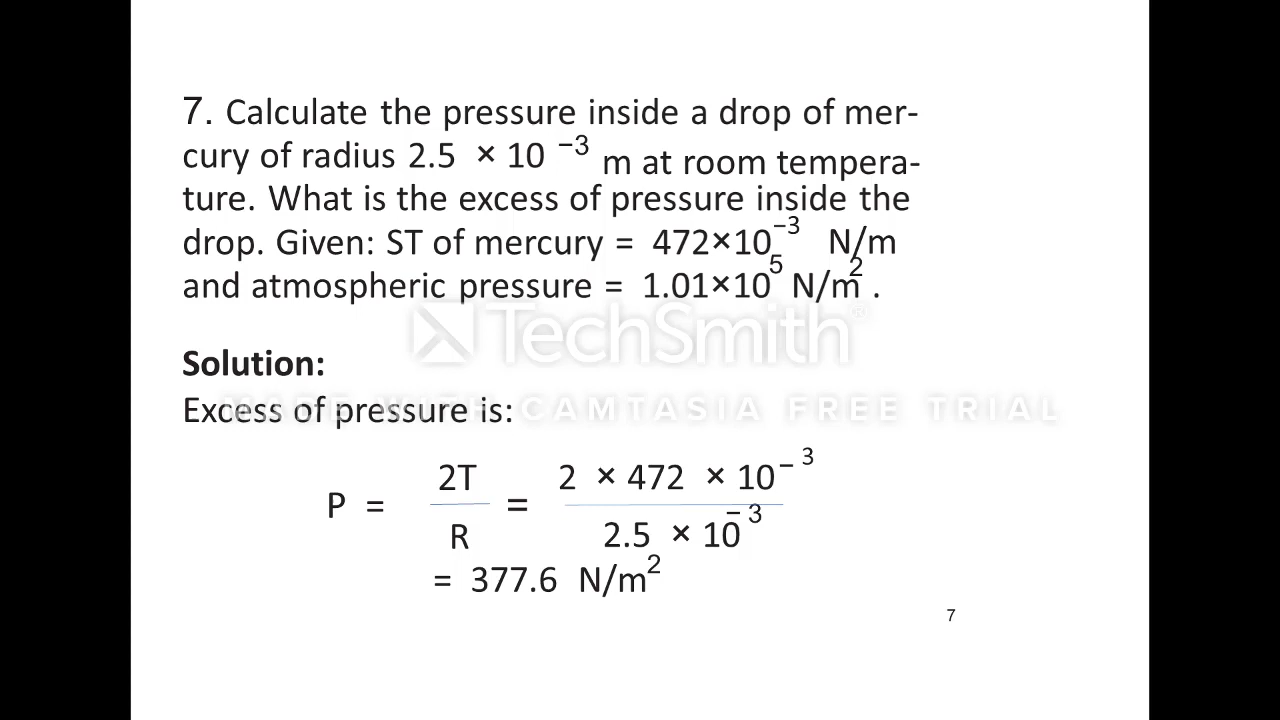 7. Calculate the pressure inside a drop of mer-
cury of radius 2.5 × 10 ⁻³ m at room tempera-
ture. What is the excess of pressure inside the
drop. Given: ST of mercury = 472×10⁻³ N/m
and atmospheric pressure = 1.01×10⁵ N/m² .
TechSmith®
Solution:
MADE WITH CAMTASIA FREE TRIAL
Excess of pressure is:
2T 2 × 472 × 10⁻³
P = =
R 2.5 × 10⁻³
= 377.6 N/m²
7